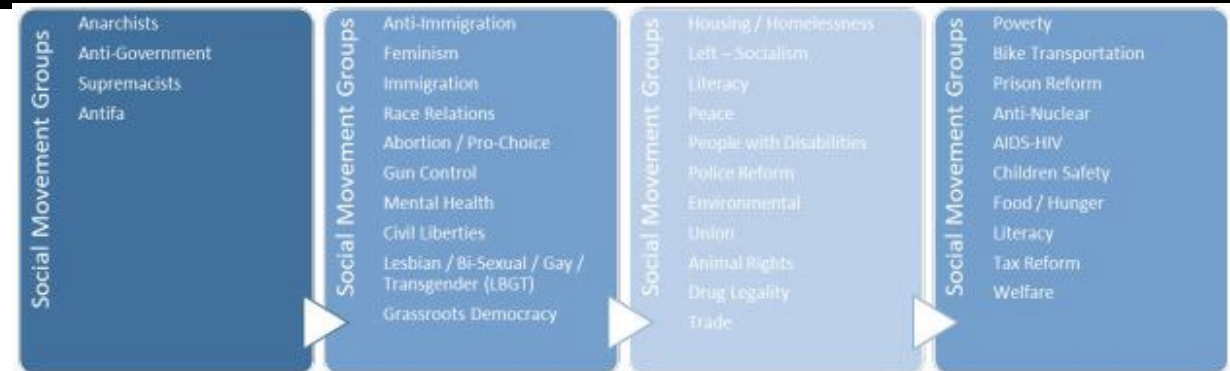 Social Movement Groups
Anarchists
Anti-Government
Supremacists
Antifa
Social Movement Groups
Anti-Immigration
Feminism
Immigration
Race Relations
Abortion / Pro-Choice
Gun Control
Mental Health
Civil Liberties
Lesbian / Bi-Sexual / Gay /
Transgender (LBGT)
Grassroots Democracy
Social Movement Groups
Housing / Homelessness
Left – Socialism
Literacy
Peace
People with Disabilities
Police Reform
Environmental
Union
Animal Rights
Drug Legality
Trade
Social Movement Groups
Poverty
Bike Transportation
Prison Reform
Anti-Nuclear
AIDS-HIV
Children Safety
Food / Hunger
Literacy
Tax Reform
Welfare